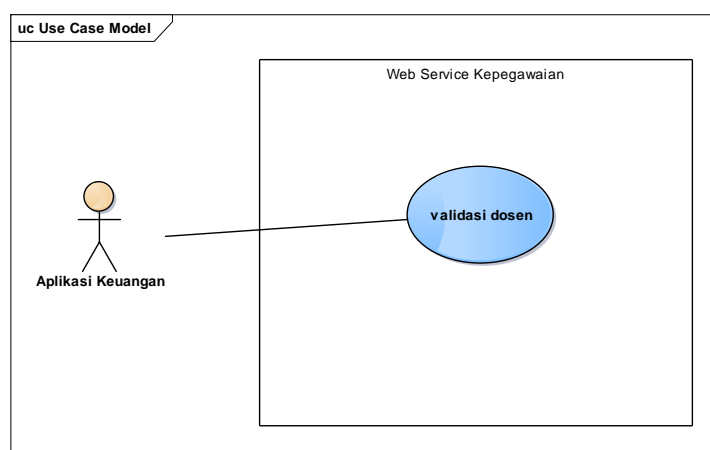 uc Use Case Model
Web Service Kepegawaian
validasi dosen
Aplikasi Keuangan